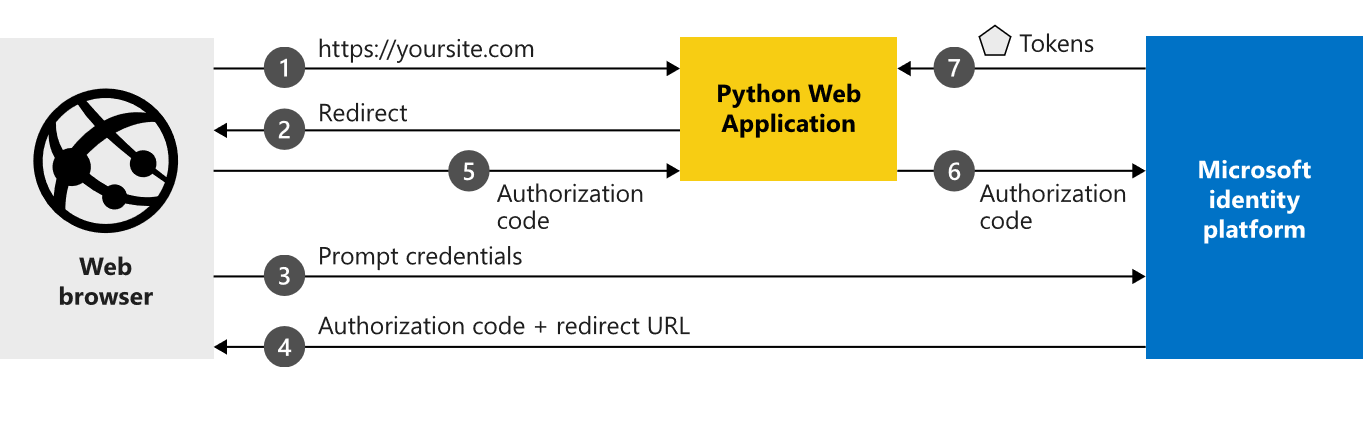 https://yoursite.com
1
Redirect
2
5
Authorization
code
Prompt credentials
3
Authorization code + redirect URL
4
Web
browser
Python Web
Application
Tokens
7
6
Authorization
code
Microsoft
identity
platform